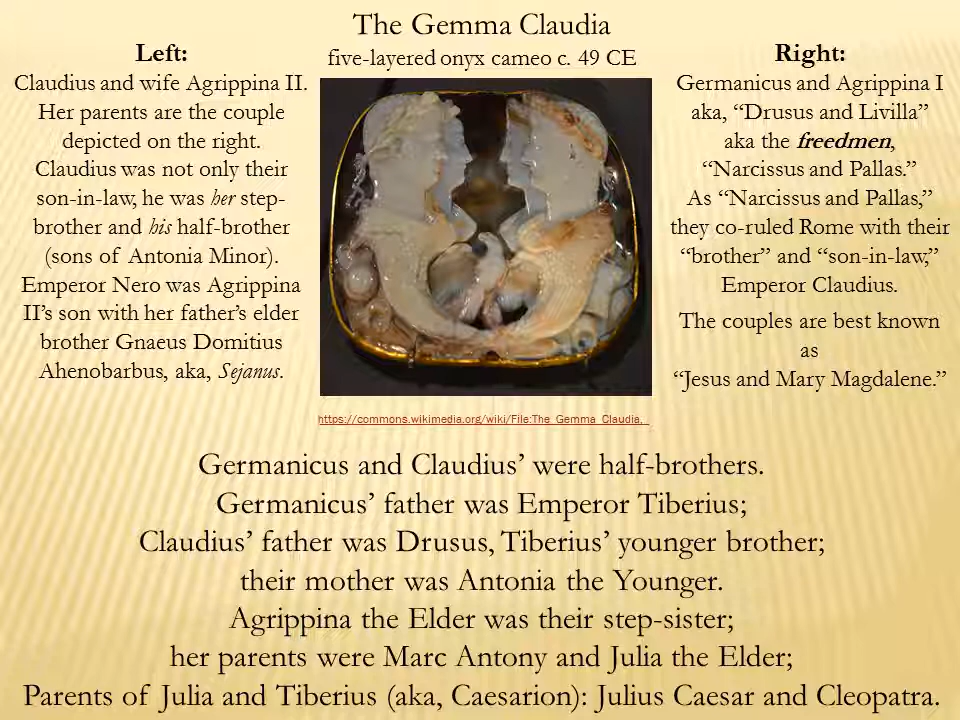 The Gemma Claudia
five-layered onyx cameo c. 49 CE
Left:
Claudius and wife Agrippina II.
Her parents are the couple
depicted on the right.
Claudius was not only their
son-in-law; he was her step-
brother and his half-brother
(sons of Antonia Minor).
Emperor Nero was Agrippina
II’s son with her father’s elder
brother Gnaeus Domitius
Ahenobarbus, aka, Sejanus.
Right:
Germanicus and Agrippina I
aka, “Drusus and Livilla”
aka the freedmen,
“Narcissus and Pallas.”
As “Narcissus and Pallas,”
they co-ruled Rome with their
“brother” and “son-in-law,”
Emperor Claudius.
The couples are best known
as
“Jesus and Mary Magdalene.”
https://commons.wikimedia.org/wiki/File:The_Gemma_Claudia,_
Germanicus and Claudius’ were half-brothers.
Germanicus’ father was Emperor Tiberius;
Claudius’ father was Drusus, Tiberius’ younger brother;
their mother was Antonia the Younger.
Agrippina the Elder was their step-sister;
her parents were Marc Antony and Julia the Elder;
Parents of Julia and Tiberius (aka, Caesarion): Julius Caesar and Cleopatra.